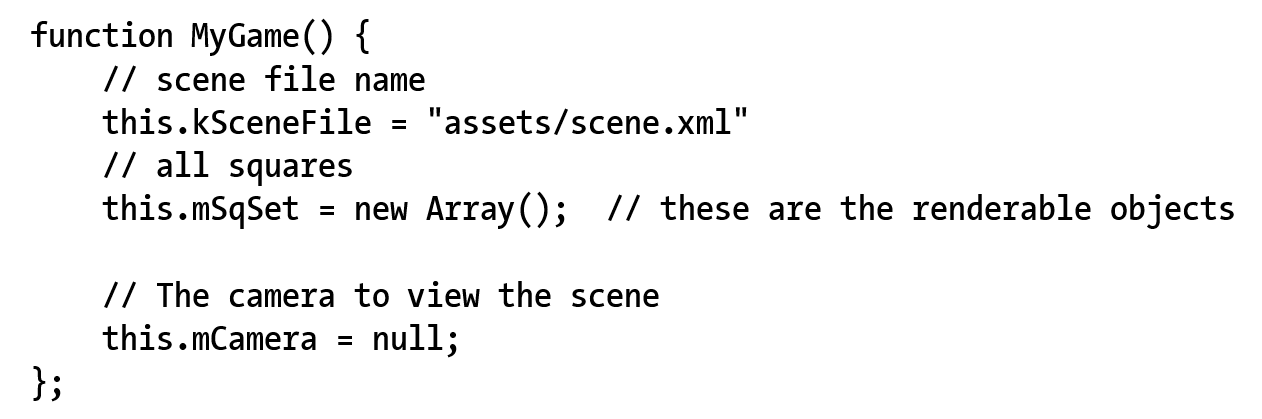 function MyGame() {
    // scene file name
    this.kSceneFile = "assets/scene.xml"
    // all squares
    this.mSqSet = new Array();  // these are the renderable objects

    // The camera to view the scene
    this.mCamera = null;
};